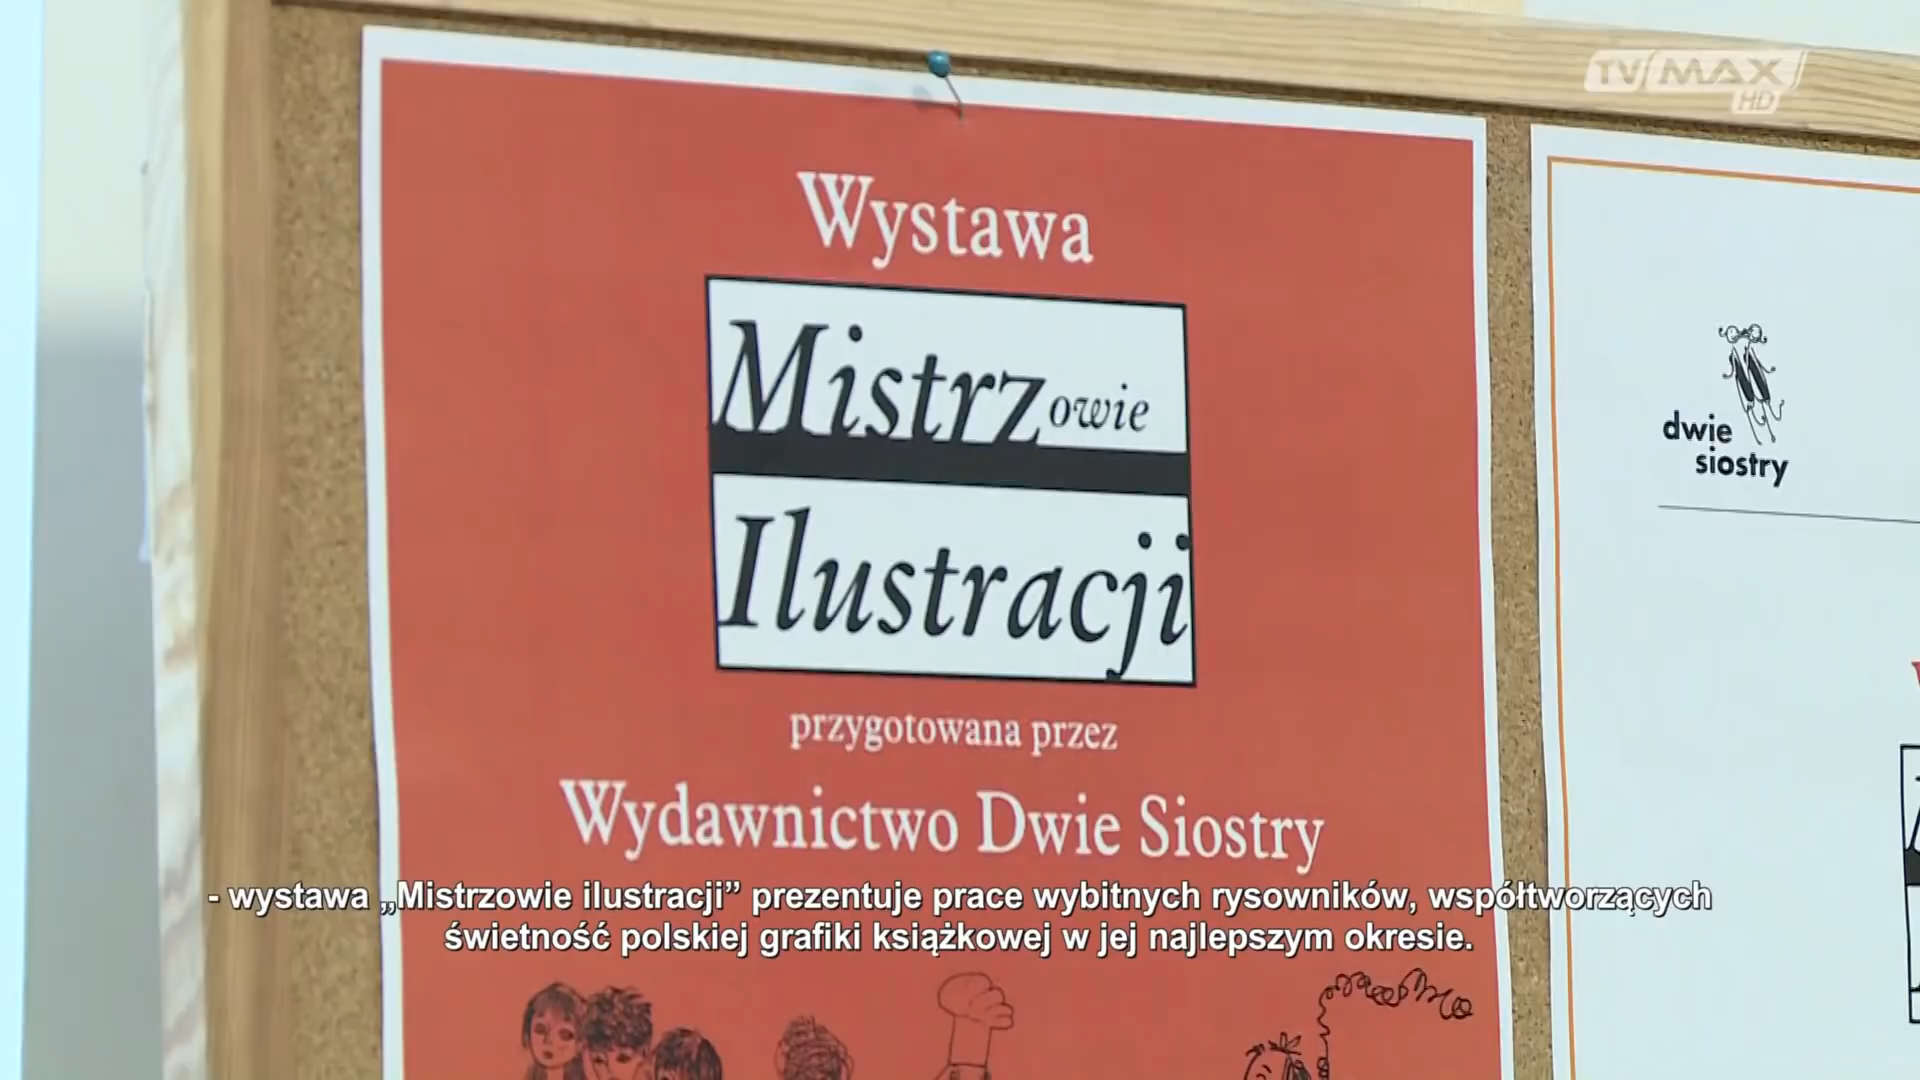 TV MAX
HD
Wystawa
Mistrzowie
Ilustracji
przygotowana przez
Wydawnictwo Dwie Siostry
dwie
siostry
- wystawa „Mistrzowie ilustracji” prezentuje prace wybitnych rysowników, współtworzących
świetność polskiej grafiki książkowej w jej najlepszym okresie.